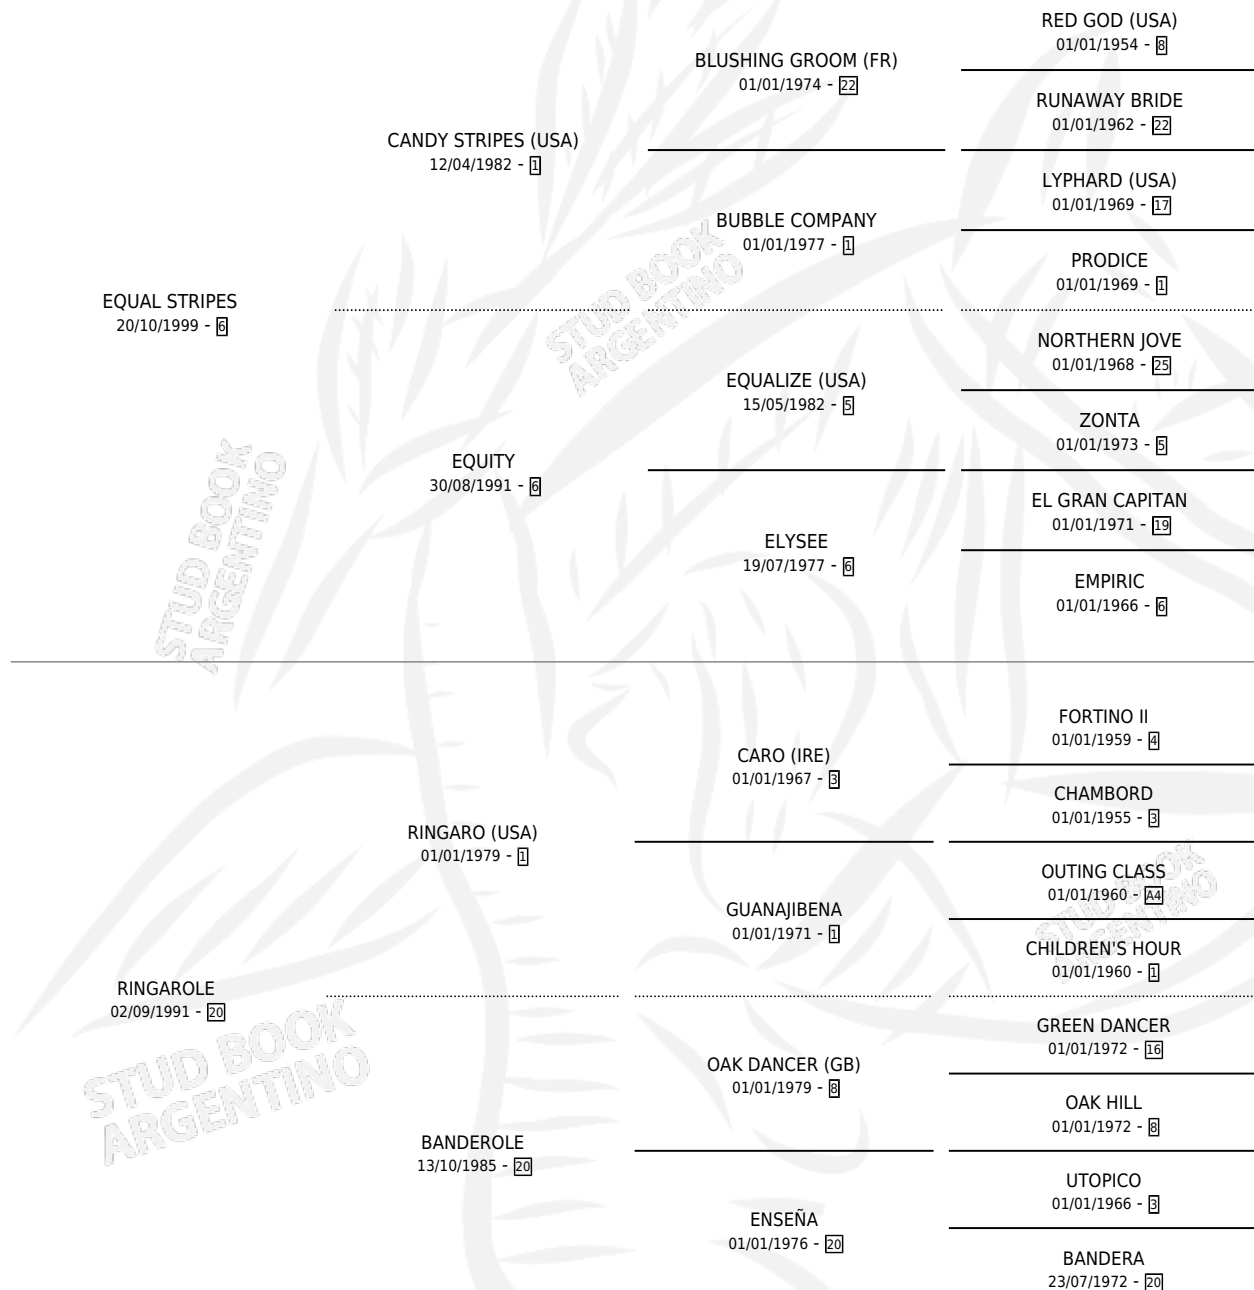 RED GOD (USA)
01/01/1954 - 8
BLUSHING GROOM (FR)
01/01/1974 - 22
RUNAWAY BRIDE
01/01/1962 - 22
CANDY STRIPES (USA)
12/04/1982 - 1
LYPHARD (USA)
01/01/1969 - 17
BUBBLE COMPANY
01/01/1977 - 1
PRODICE
01/01/1969 - 1
EQUAL STRIPES
20/10/1999 - 6
STUD BOOK
ARGENTINO
NORTHERN JOVE
01/01/1968 - 25
EQUALIZE (USA)
15/05/1982 - 5
ZONTA
01/01/1973 - 5
EQUITY
30/08/1991 - 6
EL GRAN CAPITAN
01/01/1971 - 19
ELYSEE
19/07/1977 - 6
EMPIRIC
01/01/1966 - 6
STUD BOOK
ARGENTINO
FORTINO II
01/01/1959 - 4
CARO (IRE)
01/01/1967 - 3
CHAMBORD
01/01/1955 - 3
RINGARO (USA)
01/01/1979 - 1
OUTING CLASS
01/01/1960 - A4
GUANAJIBENA
01/01/1971 - 1
STUD BOOK
ARGENTINO
CHILDREN'S HOUR
01/01/1960 - 1
RINGAROLE
02/09/1991 - 20
STUD BOOK
ARGENTINO
GREEN DANCER
01/01/1972 - 16
OAK DANCER (GB)
01/01/1979 - 8
OAK HILL
01/01/1972 - 8
BANDEROLE
13/10/1985 - 20
UTOPICO
01/01/1966 - 3
ENSEÑA
01/01/1976 - 20
BANDERA
23/07/1972 - 20